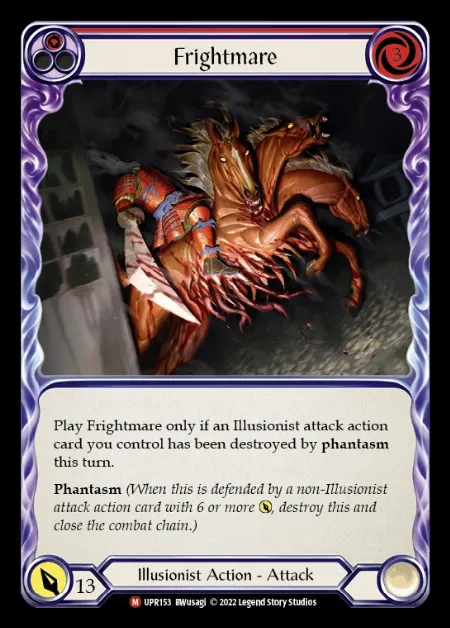 Frightmare
3
Play Frightmare only if an Illusionist attack action
card you control has been destroyed by phantasm
this turn.
Phantasm (When this is defended by a non-Illusionist
attack action card with 6 or more , destroy this and
close the combat chain.)
13
Illusionist Action - Attack
M UPR153 BWusagi © 2022 Legend Story Studios